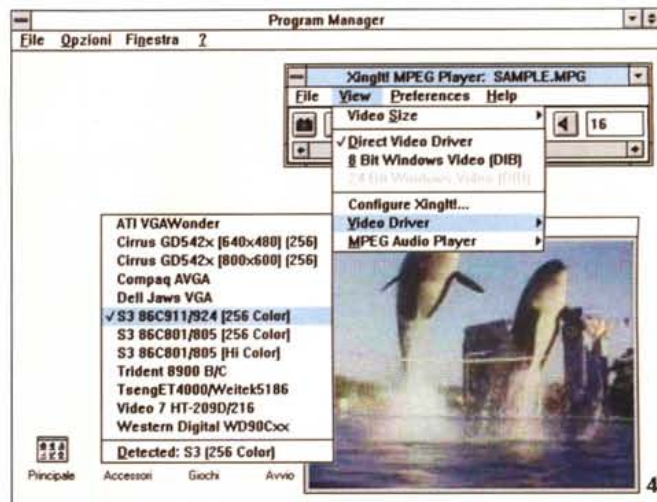 Program Manager
File Opzioni Finestra ?
XingIt! MPEG Player: SAMPLE.MPG
File View Preferences Help
16
Video Size
✓Direct Video Driver
8 Bit Windows Video (DIB)
24 Bit Windows Video (DIB)
Configure XingIt!...
Video Driver
MPEG Audio Player
ATI VGAWonder
Cirrus GD542x [640x480] (256)
Cirrus GD542x [800x600] (256)
Compaq AVGA
Dell Jaws VGA
✓S3 86C911/924 [256 Color]
S3 86C801/805 [256 Color]
S3 86C801/805 [Hi Color]
Trident 8900 B/C
TsengET4000/Weitek5186
Video 7 HT-209D/216
Western Digital WD90Cxx
Detected: S3 [256 Color]
Principale Accessori Giochi Avvio
4